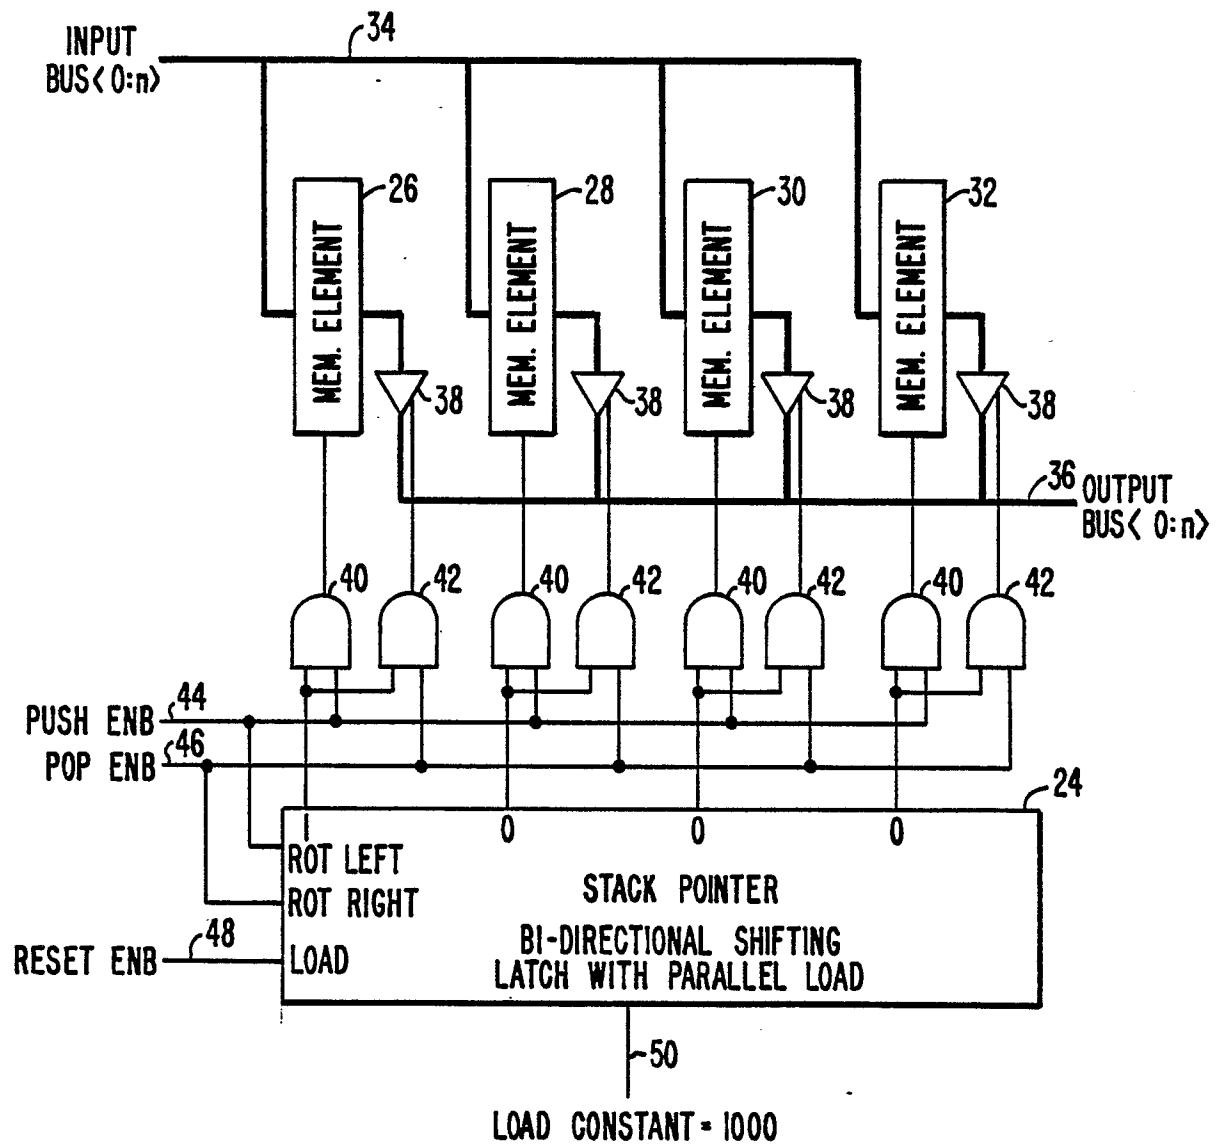 INPUT
BUS< 0:n>
34
26
28
30
32
MEM. ELEMENT
MEM. ELEMENT
MEM. ELEMENT
MEM. ELEMENT
38
38
38
38
36
OUTPUT
BUS< 0:n>
40
42
40
42
40
42
40
42
PUSH ENB
44
POP ENB
46
24
1
0
0
0
ROT LEFT
ROT RIGHT
STACK POINTER
RESET ENB
48
LOAD
BI-DIRECTIONAL SHIFTING
LATCH WITH PARALLEL LOAD
50
LOAD CONSTANT = 1000